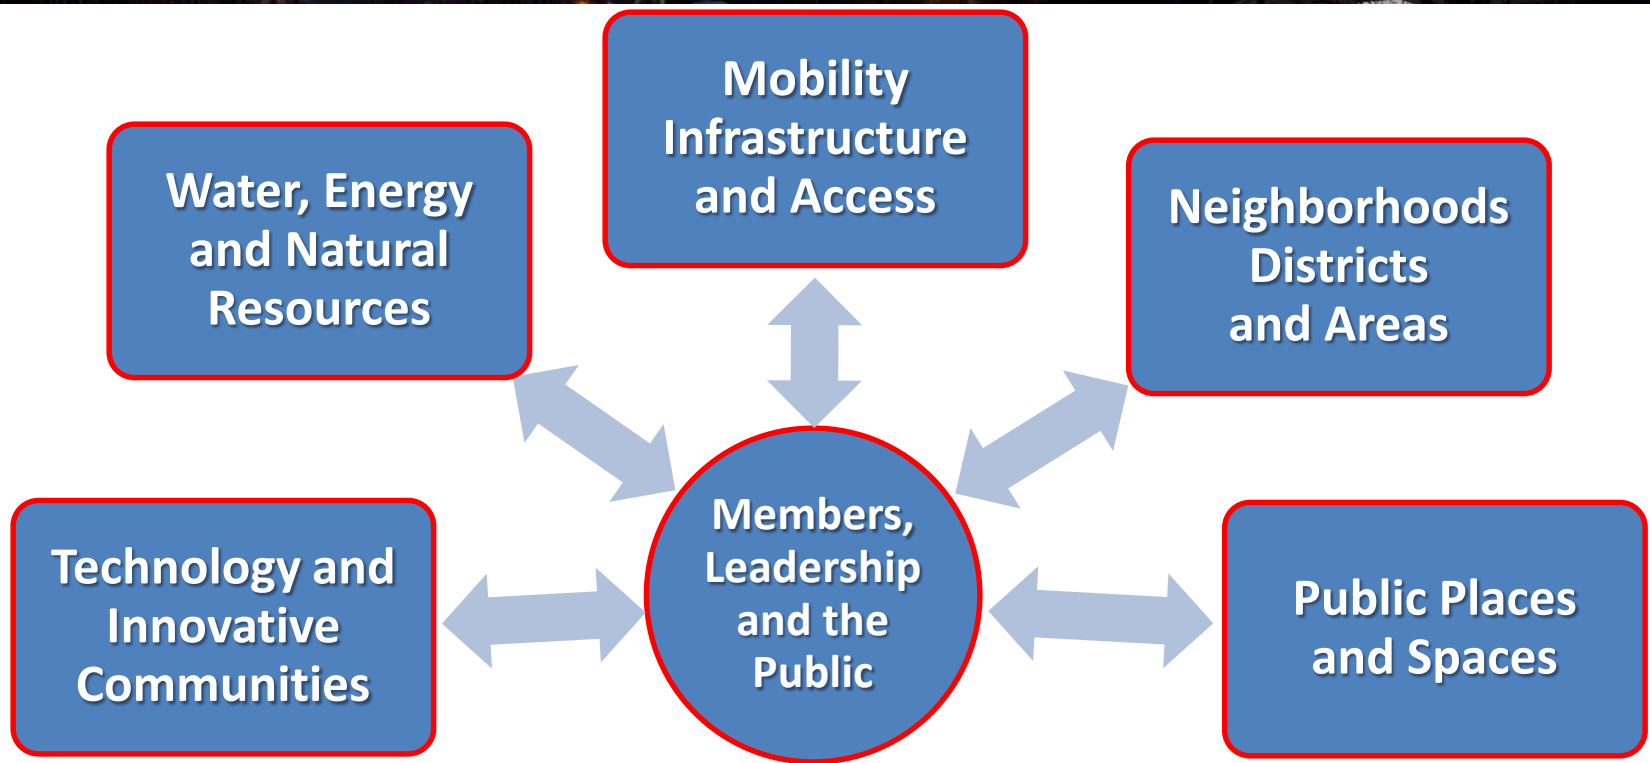 Mobility
Infrastructure
and Access
Water, Energy
and Natural
Resources
Neighborhoods
Districts
and Areas
Technology and
Innovative
Communities
Members,
Leadership
and the
Public
Public Places
and Spaces